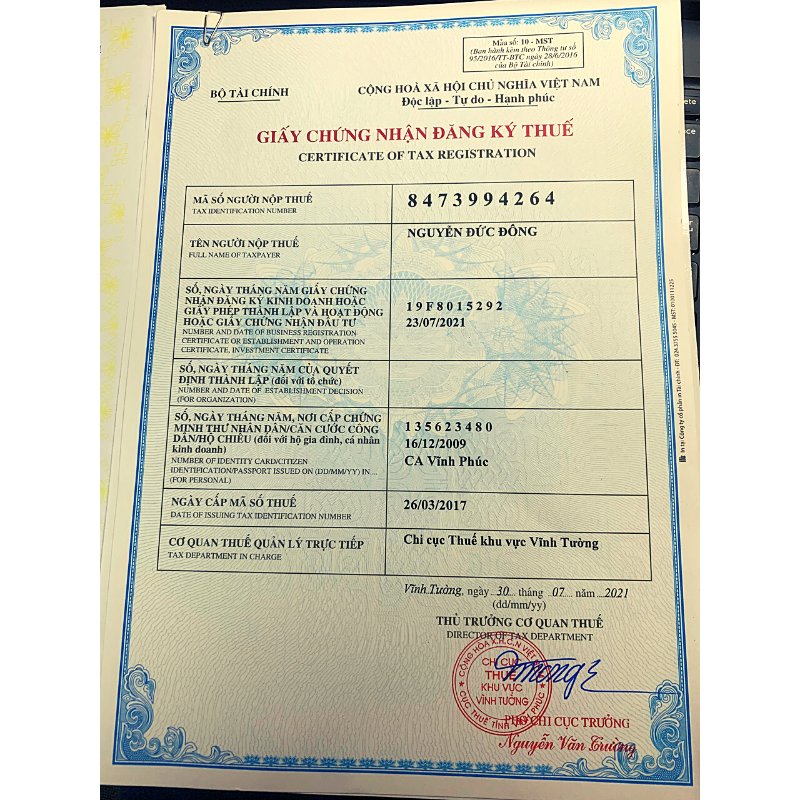 Mẫu số: 10 - MST
(Ban hành kèm theo Thông tư số
95/2016/TT-BTC ngày 28/6/2016
của Bộ Tài chính)
BỘ TÀI CHÍNH
CỘNG HOÀ XÃ HỘI CHỦ NGHĨA VIỆT NAM
Độc lập - Tự do - Hạnh phúc
GIẤY CHỨNG NHẬN ĐĂNG KÝ THUẾ
CERTIFICATE OF TAX REGISTRATION
MÃ SỐ NGƯỜI NỘP THUẾ
TAX IDENTIFICATION NUMBER
8473994264
TÊN NGƯỜI NỘP THUẾ
FULL NAME OF TAXPAYER
NGUYỄN ĐỨC ĐÔNG
SỐ, NGÀY THÁNG NĂM GIẤY CHỨNG
NHẬN ĐĂNG KÝ KINH DOANH HOẶC
GIẤY PHÉP THÀNH LẬP VÀ HOẠT ĐỘNG
HOẶC GIẤY CHỨNG NHẬN ĐẦU TƯ
NUMBER AND DATE OF BUSINESS REGISTRATION
CERTIFICATE OR ESTABLISHMENT AND OPERATION
CERTIFICATE, INVESTMENT CERTIFICATE
19F8015292
23/07/2021
SỐ, NGÀY THÁNG NĂM CỦA QUYẾT
ĐỊNH THÀNH LẬP (đối với tổ chức)
NUMBER AND DATE OF ESTABLISHMENT DECISION
(FOR ORGANIZATION)
SỐ, NGÀY THÁNG NĂM, NƠI CẤP CHỨNG
MINH THƯ NHÂN DÂN/CĂN CƯỚC CÔNG
DÂN/HỘ CHIẾU (đối với hộ gia đình, cá nhân
kinh doanh)
NUMBER OF IDENTITY CARD/CITIZEN
IDENTIFICATION/PASSPORT ISSUED ON (DD/MM/YY) IN...
(FOR PERSONAL)
135623480
16/12/2009
CA Vĩnh Phúc
NGÀY CẤP MÃ SỐ THUẾ
DATE OF ISSUING TAX IDENTIFICATION NUMBER
26/03/2017
CƠ QUAN THUẾ QUẢN LÝ TRỰC TIẾP
TAX DEPARTMENT IN CHARGE
Chi cục Thuế khu vực Vĩnh Tường
Vĩnh Tường, ngày 30 tháng 07 năm 2021
(dd/mm/yy)
THỦ TRƯỞNG CƠ QUAN THUẾ
DIRECTOR OF TAX DEPARTMENT
CỘNG HÒA X.H.C.N VIỆT NAM
CHI CỤC
THUẾ
KHU VỰC
VĨNH TƯỜNG
CỤC THUẾ TỈNH VĨNH PHÚC
PHÓ CHI CỤC TRƯỞNG
Nguyễn Văn Trường